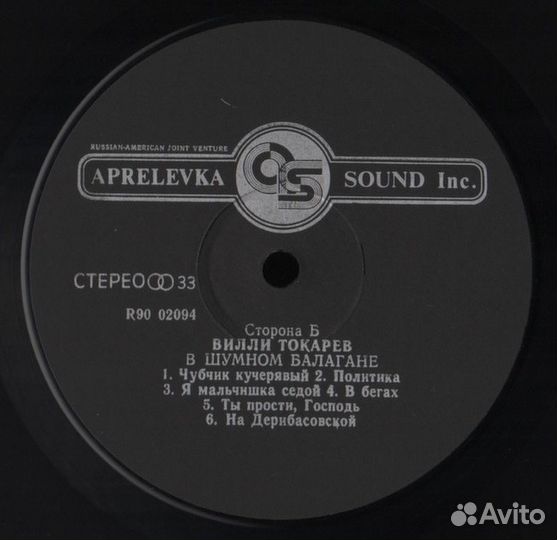 RUSSIAN-AMERICAN JOINT VENTURE
APRELEVKA SOUND Inc.
СТЕРЕО 33
R90 02094
Сторона Б
ВИЛЛИ ТОКАРЕВ
В ШУМНОМ БАЛАГАНЕ
1. Чубчик кучерявый 2. Политика
3. Я мальчишка седой 4. В бегах
5. Ты прости, Господь
6. На Дерибасовской
Avito